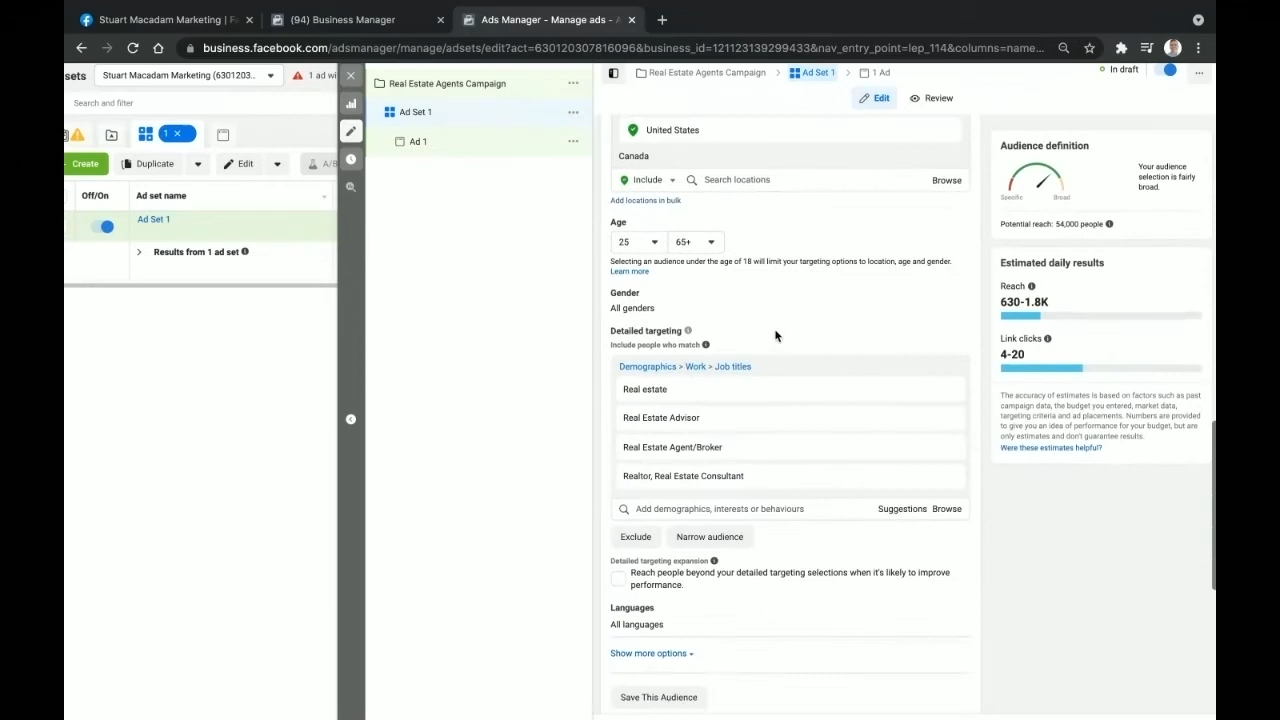 Stuart Macadam Marketing | Fa
(94) Business Manager
Ads Manager - Manage ads - A
business.facebook.com/adsmanager/manage/adsets/edit?act=630120307816096&business_id=121123139299433&nav_entry_point=lep_114&columns=name...
sets
Stuart Macadam Marketing (6301203..
1 ad wi
Search and filter
1
Create
Duplicate
Edit
A/B
Off/On
Ad set name
Ad Set 1
Results from 1 ad set
Real Estate Agents Campaign
Ad Set 1
Ad 1
Real Estate Agents Campaign
Ad Set 1
1 Ad
In draft
Edit
Review
United States
Canada
Include
Search locations
Browse
Add locations in bulk
Age
25
65+
Selecting an audience under the age of 18 will limit your targeting options to location, age and gender.
Learn more
Gender
All genders
Detailed targeting
Include people who match
Demographics > Work > Job titles
Real estate
Real Estate Advisor
Real Estate Agent/Broker
Realtor, Real Estate Consultant
Add demographics, interests or behaviours
Suggestions
Browse
Exclude
Narrow audience
Detailed targeting expansion
Reach people beyond your detailed targeting selections when it's likely to improve
performance.
Languages
All languages
Show more options
Save This Audience
Audience definition
Specific
Broad
Your audience
selection is fairly
broad.
Potential reach: 54,000 people
Estimated daily results
Reach
630-1.8K
Link clicks
4-20
The accuracy of estimates is based on factors such as past
campaign data, the budget you entered, market data,
targeting criteria and ad placements. Numbers are provided
to give you an idea of performance for your budget, but are
only estimates and don't guarantee results.
Were these estimates helpful?